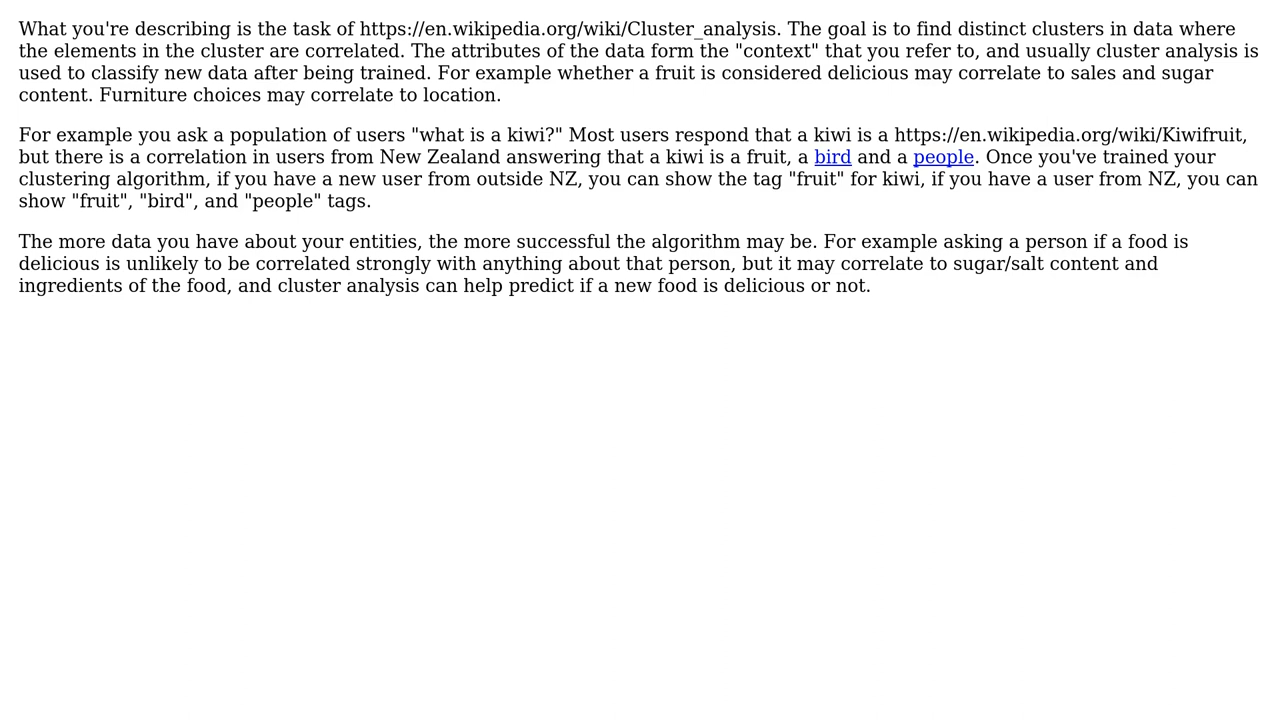 What you're describing is the task of https://en.wikipedia.org/wiki/Cluster_analysis. The goal is to find distinct clusters in data where
the elements in the cluster are correlated. The attributes of the data form the "context" that you refer to, and usually cluster analysis is
used to classify new data after being trained. For example whether a fruit is considered delicious may correlate to sales and sugar
content. Furniture choices may correlate to location.
For example you ask a population of users "what is a kiwi?" Most users respond that a kiwi is a https://en.wikipedia.org/wiki/Kiwifruit,
but there is a correlation in users from New Zealand answering that a kiwi is a fruit, a bird and a people. Once you've trained your
clustering algorithm, if you have a new user from outside NZ, you can show the tag "fruit" for kiwi, if you have a user from NZ, you can
show "fruit", "bird", and "people" tags.
The more data you have about your entities, the more successful the algorithm may be. For example asking a person if a food is
delicious is unlikely to be correlated strongly with anything about that person, but it may correlate to sugar/salt content and
ingredients of the food, and cluster analysis can help predict if a new food is delicious or not.